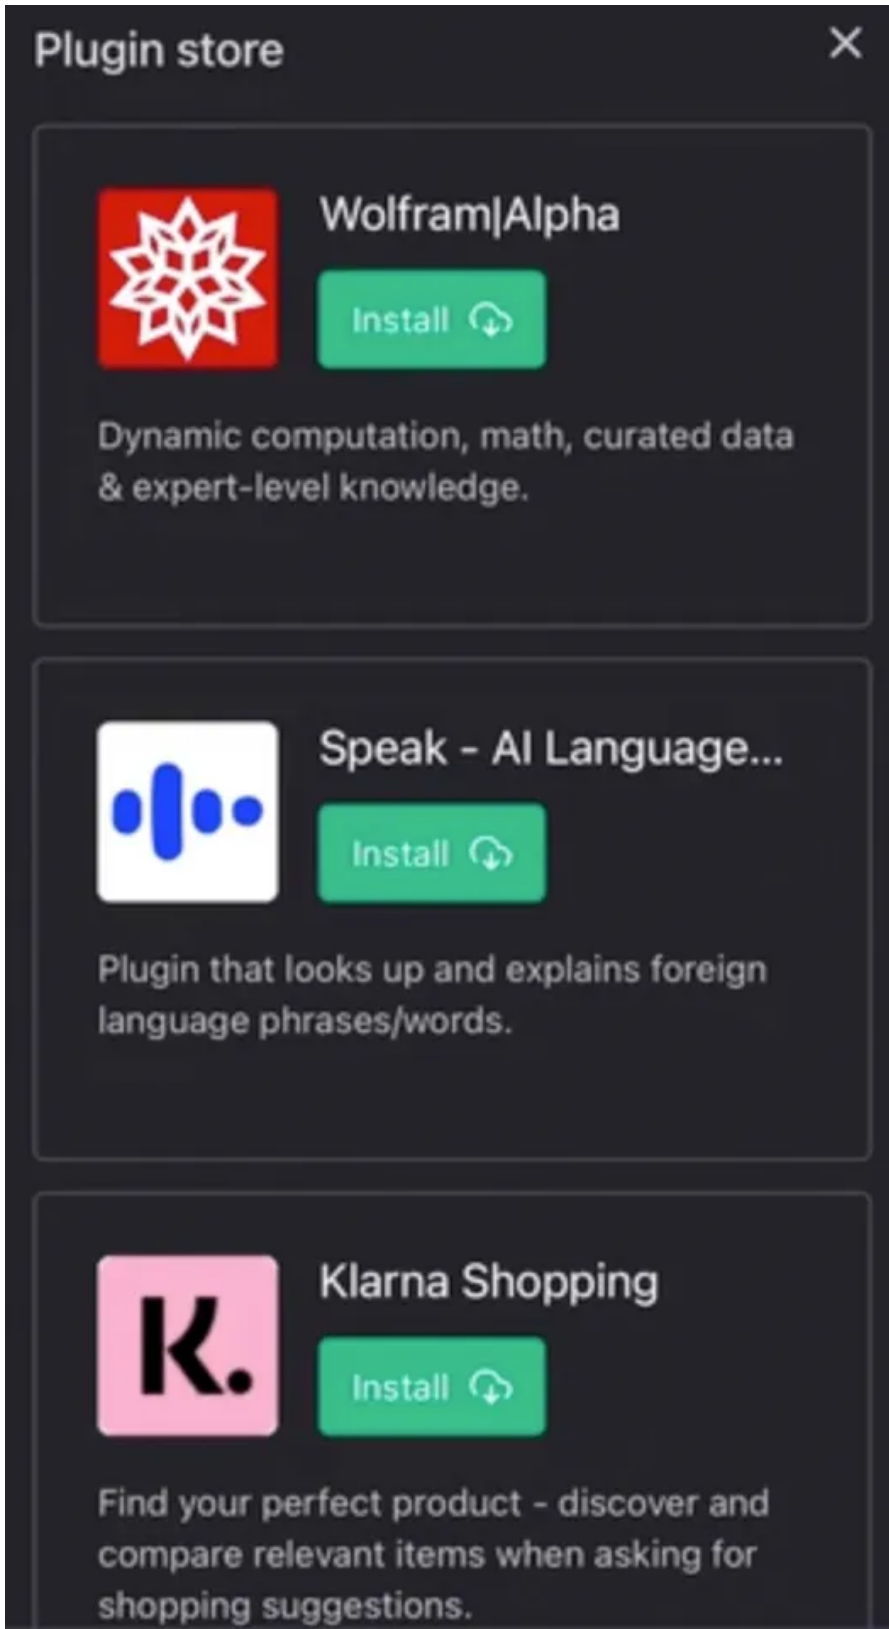 Plugin store
Wolfram|Alpha
Install
Dynamic computation, math, curated data
& expert-level knowledge.
Speak - AI Language...
Install
Plugin that looks up and explains foreign
language phrases/words.
K.
Klarna Shopping
Install
Find your perfect product - discover and
compare relevant items when asking for
shopping suggestions.